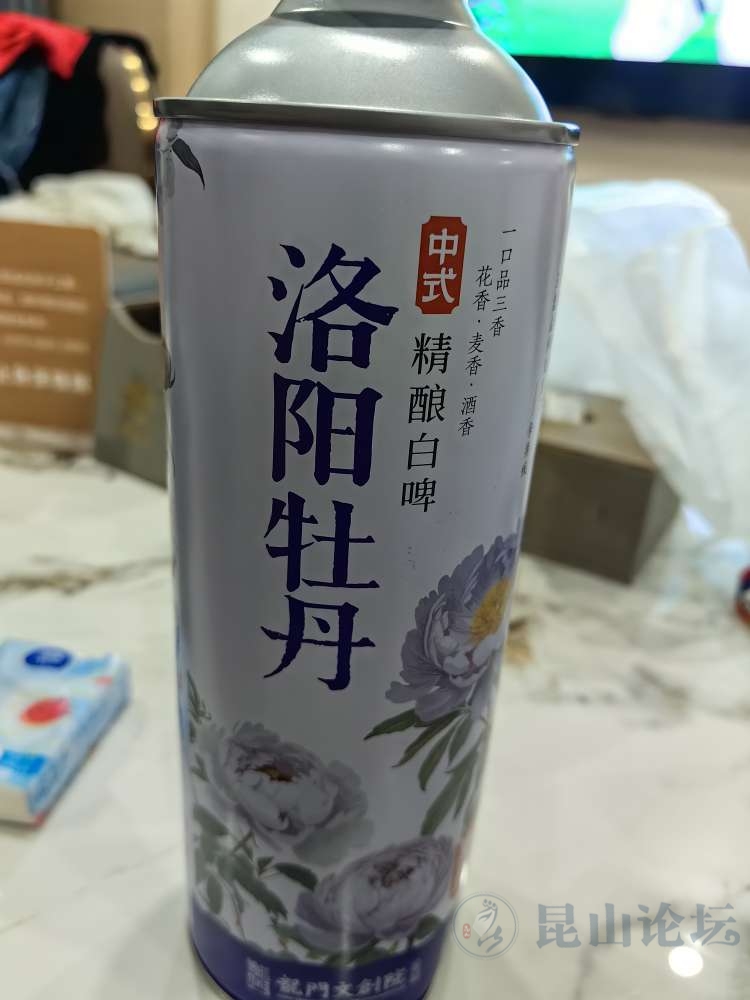 洛阳牡丹
中式
精酿白啤
一口品三香
花香·麦香·酒香
龍門文創院
昆山论坛